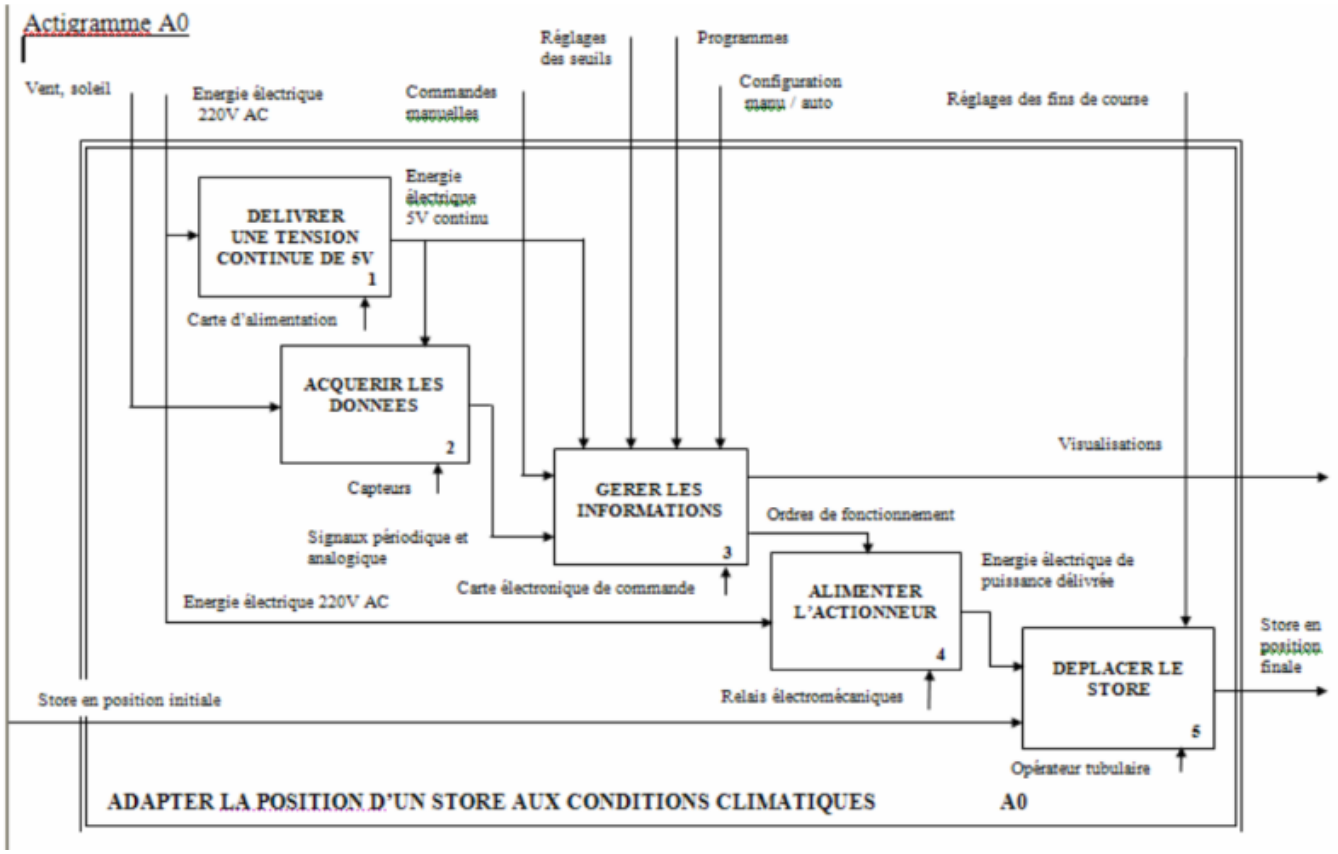 Actigramme A0
Réglages
des seuils
Programmes
Vent, soleil
Energie électrique
220V AC
Commandes
manuelles
Configuration
manu / auto
Réglages des fins de course
Energie
électrique
5V continu
DELIVRER
UNE TENSION
CONTINUE DE 5V
1
Carte d'alimentation
ACQUERIR LES
DONNEES
2
Capteurs
Visualisations
GERER LES
INFORMATIONS
3
Signaux périodique et
analogique
Ordres de fonctionnement
Carte électronique de commande
Energie électrique de
puissance délivrée
Energie électrique 220V AC
ALIMENTER
L'ACTIONNEUR
4
Relais électromécaniques
Store en
position
finale
Store en position initiale
DEPLACER LE
STORE
5
Opérateur tubulaire
ADAPTER LA POSITION D'UN STORE AUX CONDITIONS CLIMATIQUES A0